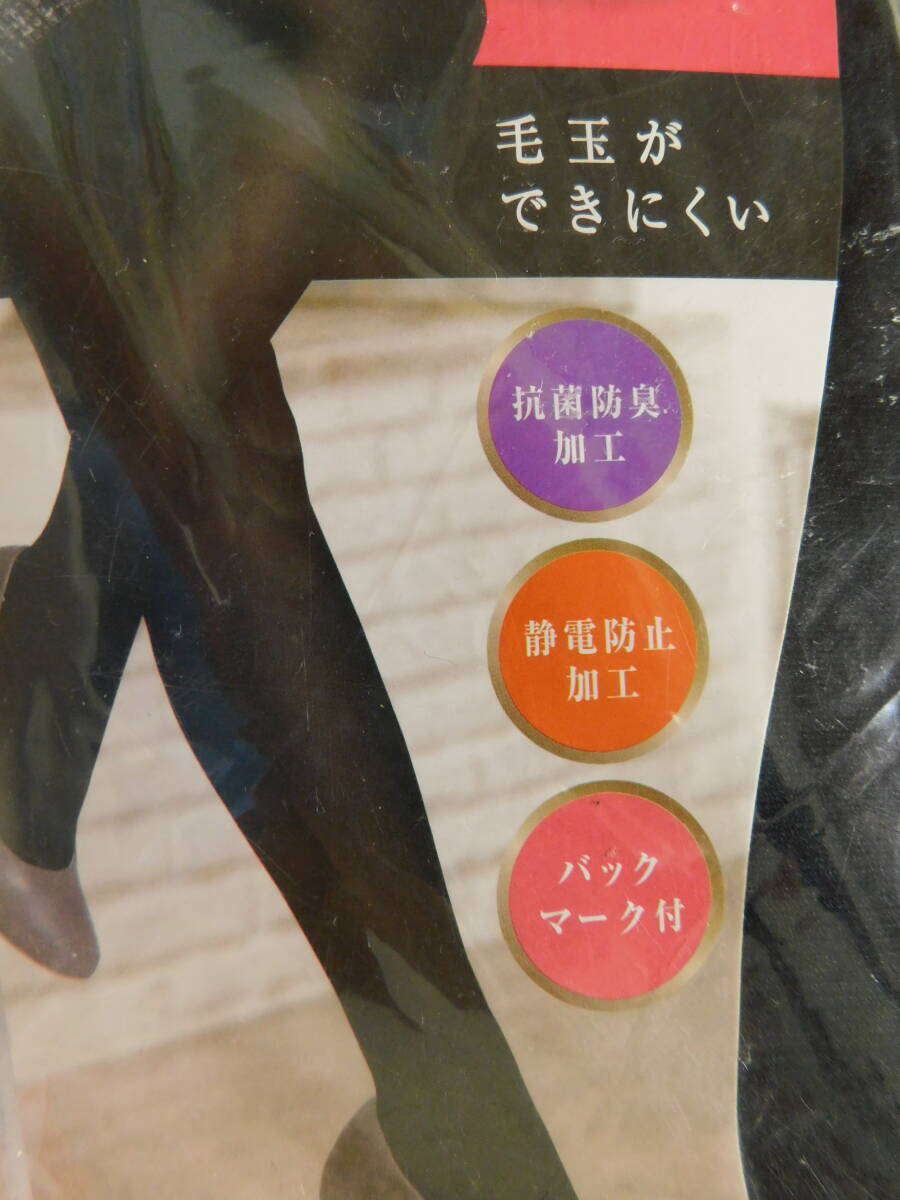 毛玉が
できにくい
抗菌防臭
加工
静電防止
加工
バック
マーク付